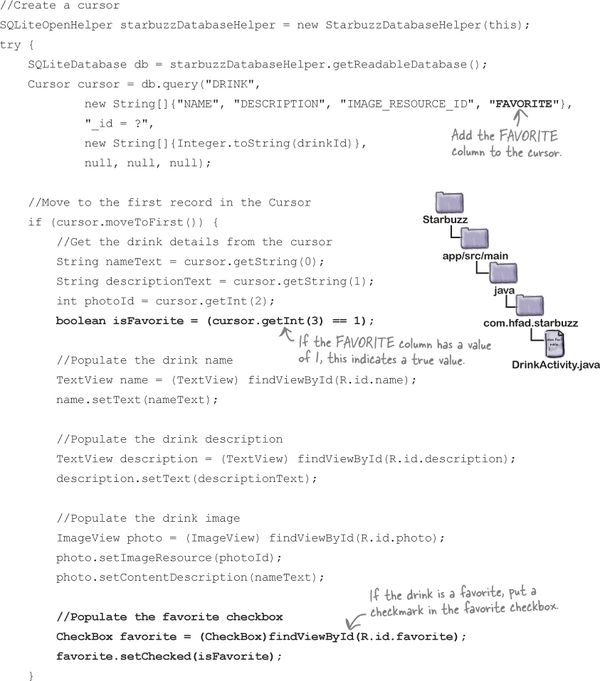 //Create a cursor
SQLiteOpenHelper starbuzzDatabaseHelper = new StarbuzzDatabaseHelper(this);
try {
SQLiteDatabase db = starbuzzDatabaseHelper.getReadableDatabase();
Cursor cursor = db.query("DRINK",
new String[]{"NAME", "DESCRIPTION", "IMAGE_RESOURCE_ID", "FAVORITE"},
"_id = ?",
Add the FAVORITE
column to the cursor.
new String[]{Integer.toString(drinkId)},
null, null, null);
//Move to the first record in the Cursor
if (cursor.moveToFirst()) {
//Get the drink details from the cursor
String nameText = cursor.getString(0);
String descriptionText = cursor.getString(1);
int photoId = cursor.getInt(2);
boolean isFavorite = (cursor.getInt(3) == 1);
If the FAVORITE column has a value
of 1, this indicates a true value.
Starbuzz
app/src/main
java
com.hfad.starbuzz
DrinkActivity.java
//Populate the drink name
TextView name = (TextView) findViewById(R.id.name);
name.setText(nameText);
//Populate the drink description
TextView description = (TextView) findViewById(R.id.description);
description.setText(descriptionText);
//Populate the drink image
ImageView photo = (ImageView) findViewById(R.id.photo);
photo.setImageResource(photoId);
photo.setContentDescription(nameText);
If the drink is a favorite, put a
checkmark in the favorite checkbox.
//Populate the favorite checkbox
CheckBox favorite = (CheckBox)findViewById(R.id.favorite);
favorite.setChecked(isFavorite);
}